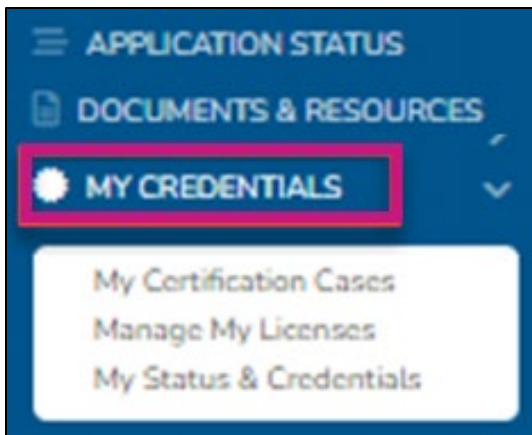 APPLICATION STATUS
DOCUMENTS & RESOURCES
MY CREDENTIALS
My Certification Cases
Manage My Licenses
My Status & Credentials